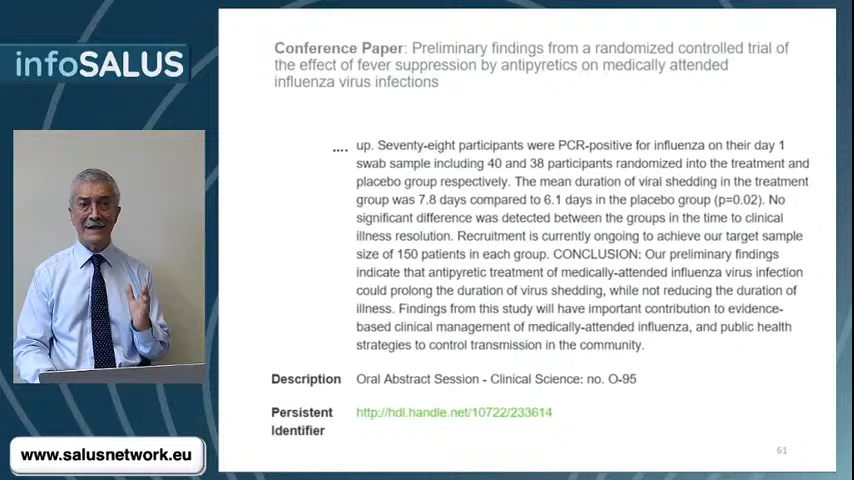 infoSALUS
Conference Paper: Preliminary findings from a randomized controlled trial of
the effect of fever suppression by antipyretics on medically attended
influenza virus infections
.... up. Seventy-eight participants were PCR-positive for influenza on their day 1
swab sample including 40 and 38 participants randomized into the treatment and
placebo group respectively. The mean duration of viral shedding in the treatment
group was 7.8 days compared to 6.1 days in the placebo group (p=0.02). No
significant difference was detected between the groups in the time to clinical
illness resolution. Recruitment is currently ongoing to achieve our target sample
size of 150 patients in each group. CONCLUSION: Our preliminary findings
indicate that antipyretic treatment of medically-attended influenza virus infection
could prolong the duration of virus shedding, while not reducing the duration of
illness. Findings from this study will have important contribution to evidence-
based clinical management of medically-attended influenza, and public health
strategies to control transmission in the community.
Description Oral Abstract Session - Clinical Science: no. O-95
Persistent http://hdl.handle.net/10722/233614
Identifier
61
www.salusnetwork.eu